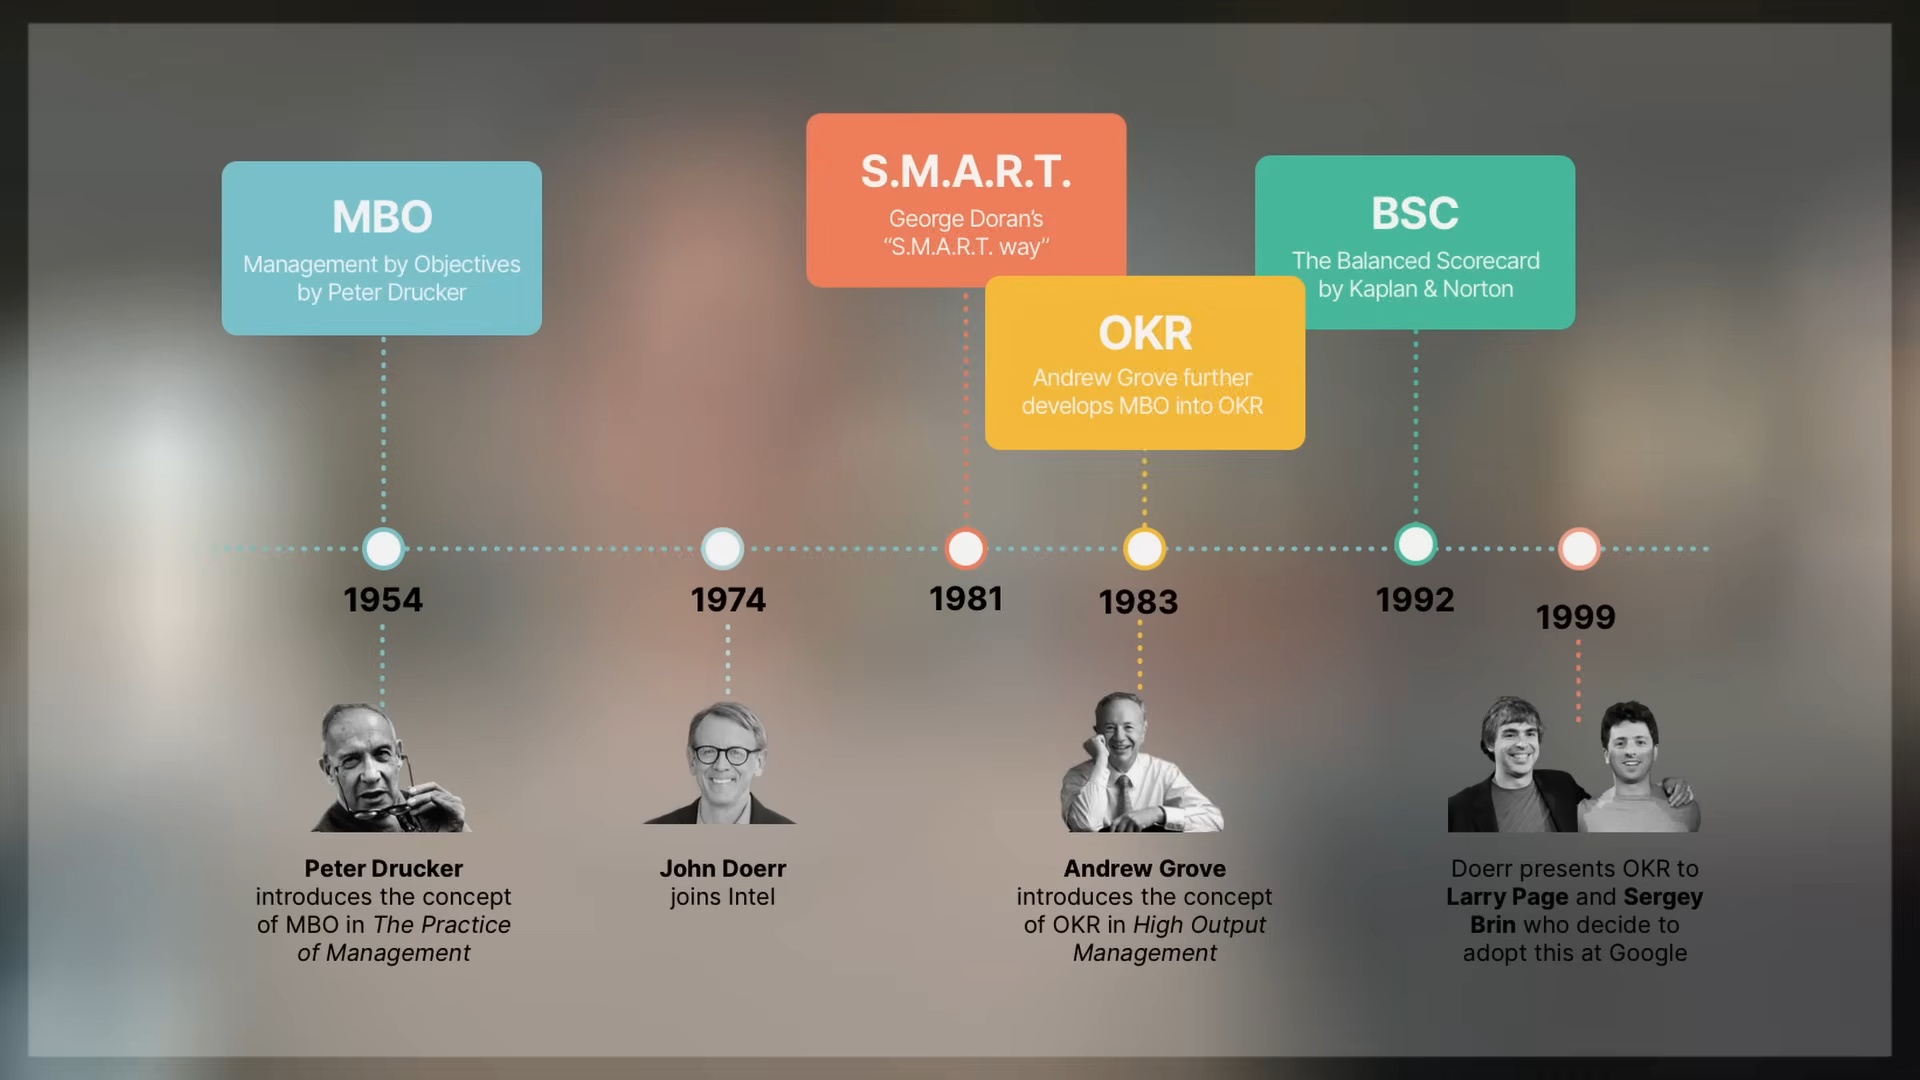 MBO
Management by Objectives
by Peter Drucker
S.M.A.R.T.
George Doran's
“S.M.A.R.T. way”
OKR
Andrew Grove further
develops MBO into OKR
BSC
The Balanced Scorecard
by Kaplan & Norton
1954
1974
1981
1983
1992
1999
Peter Drucker
introduces the concept
of MBO in The Practice
of Management
John Doerr
joins Intel
Andrew Grove
introduces the concept
of OKR in High Output
Management
Doerr presents OKR to
Larry Page and Sergey
Brin who decide to
adopt this at Google